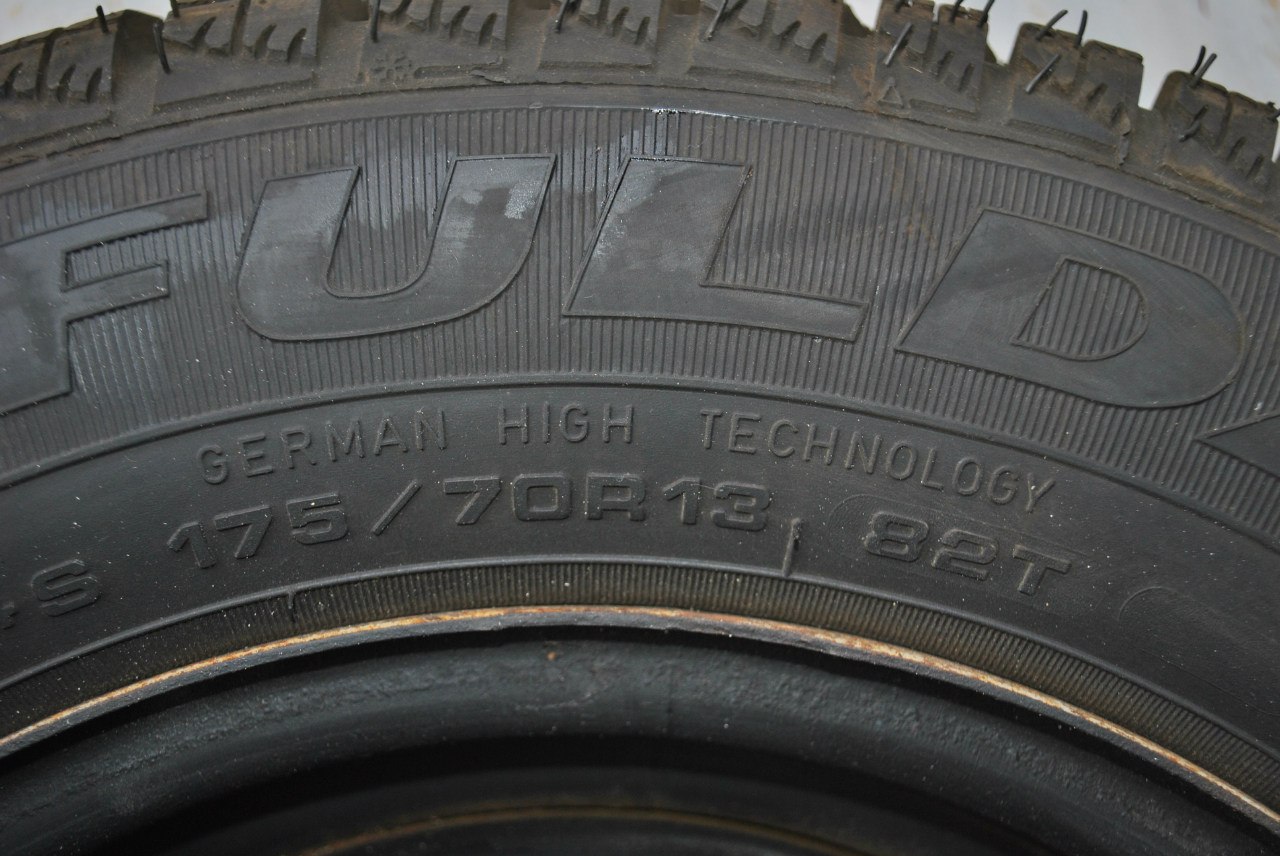 FULD
GERMAN HIGH TECHNOLOGY
+S 175/70R13 82T